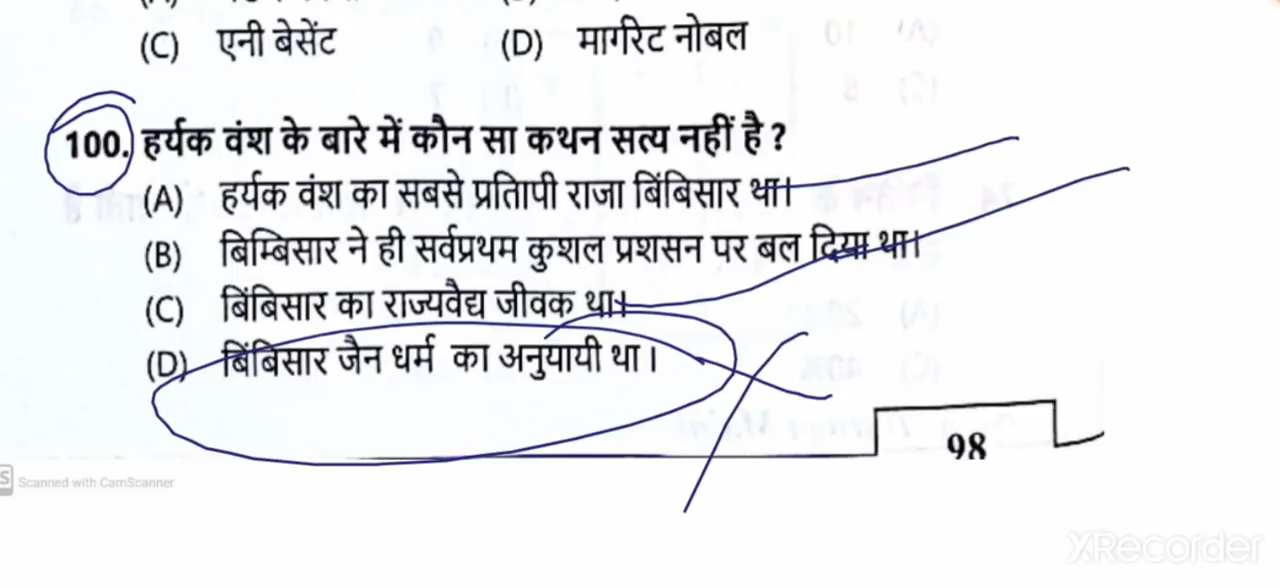 (C) एनी बेसेंट (D) मार्गरेट नोबल
100. हर्यक वंश के बारे में कौन सा कथन सत्य नहीं है ?
(A) हर्यक वंश का सबसे प्रतिापी राजा बिंबिसार था।
(B) बिम्बिसार ने ही सर्वप्रथम कुशल प्रशसन पर बल दिया था।
(C) बिंबिसार का राज्यवैद्य जीवक था।
(D) बिंबिसार जैन धर्म का अनुयायी था।
98
S Scanned with CamScanner
XRecorder